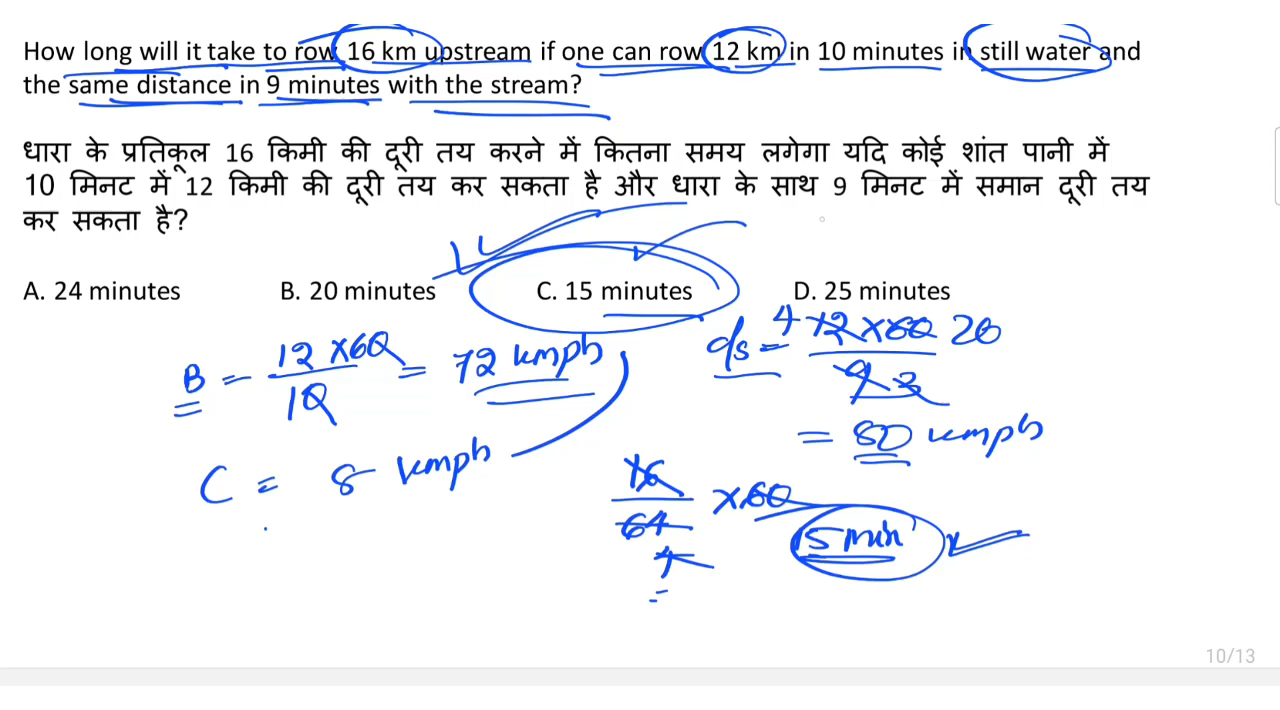 How long will it take to row 16 km upstream if one can row 12 km in 10 minutes in still water and
the same distance in 9 minutes with the stream?
धारा के प्रतिकूल 16 किमी की दूरी तय करने में कितना समय लगेगा यदि कोई शांत पानी में
10 मिनट में 12 किमी की दूरी तय कर सकता है और धारा के साथ 9 मिनट में समान दूरी तय
कर सकता है?
A. 24 minutes B. 20 minutes C. 15 minutes D. 25 minutes
B = 12 x 60 / 10 = 72 kmph
d/s = 4 12 x 60 20 / 9 3
= 80 kmph
C = 8 kmph
16 / 64 x 60
4
15 min
10/13